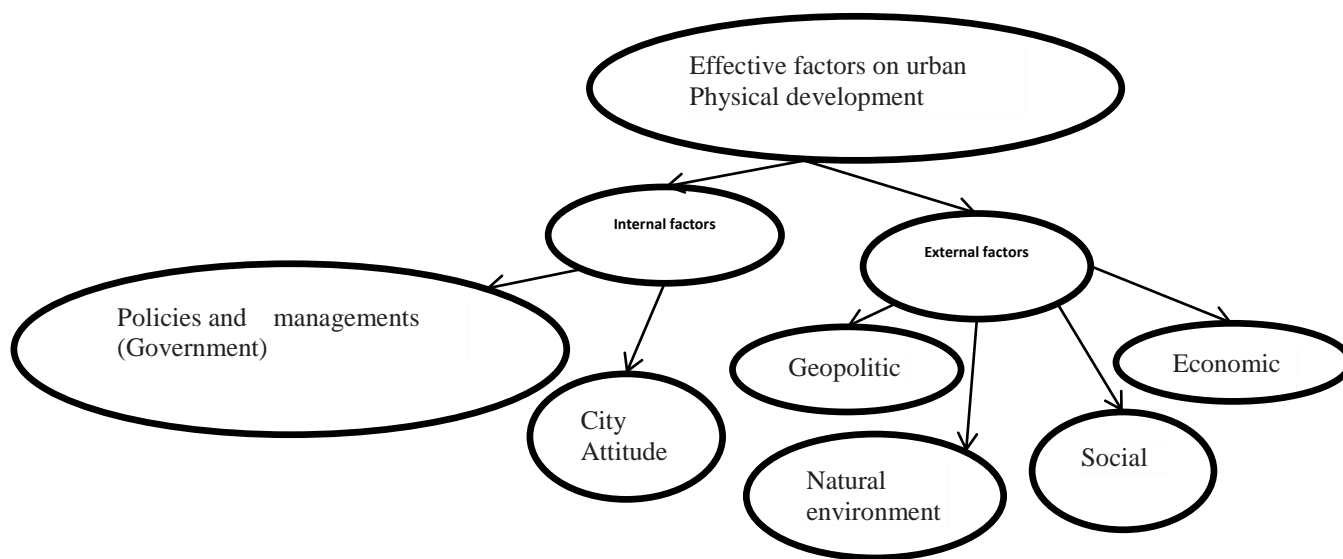 Effective factors on urban
Physical development
Internal factors
External factors
Policies and managements
(Government)
Geopolitic
Economic
City
Attitude
Social
Natural
environment